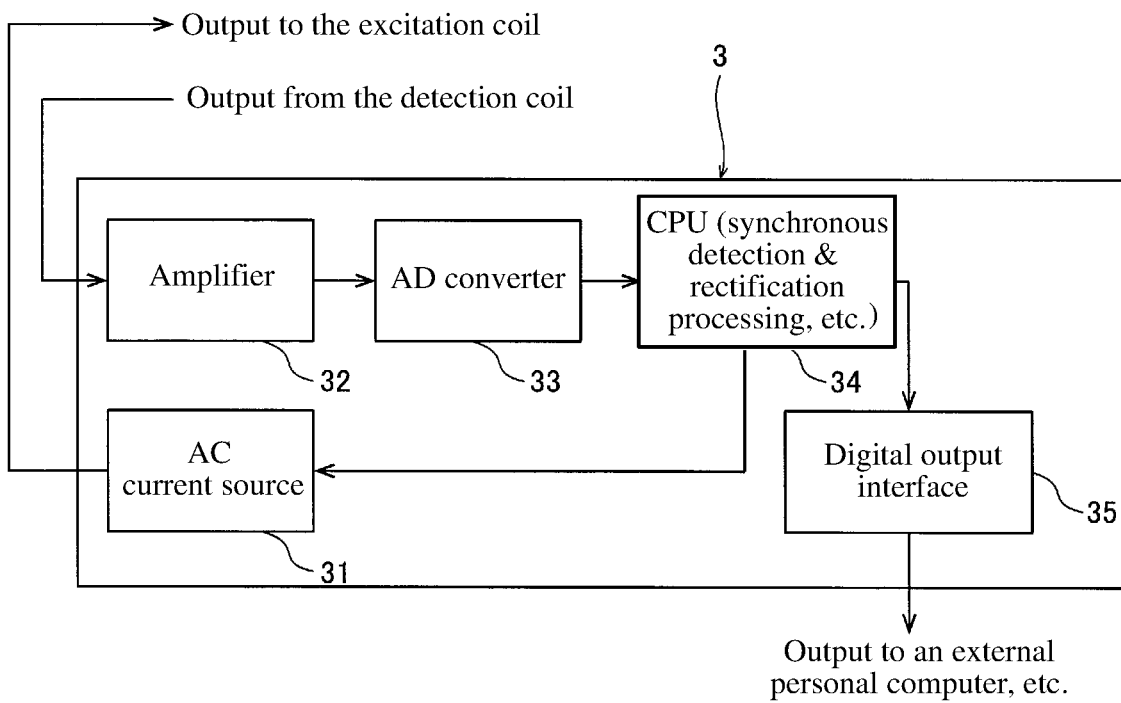 Output to the excitation coil
3
Output from the detection coil
Amplifier
AD converter
CPU (synchronous
detection &
rectification
processing, etc.)
32
33
34
AC
current source
Digital output
interface
31
35
Output to an external
personal computer, etc.